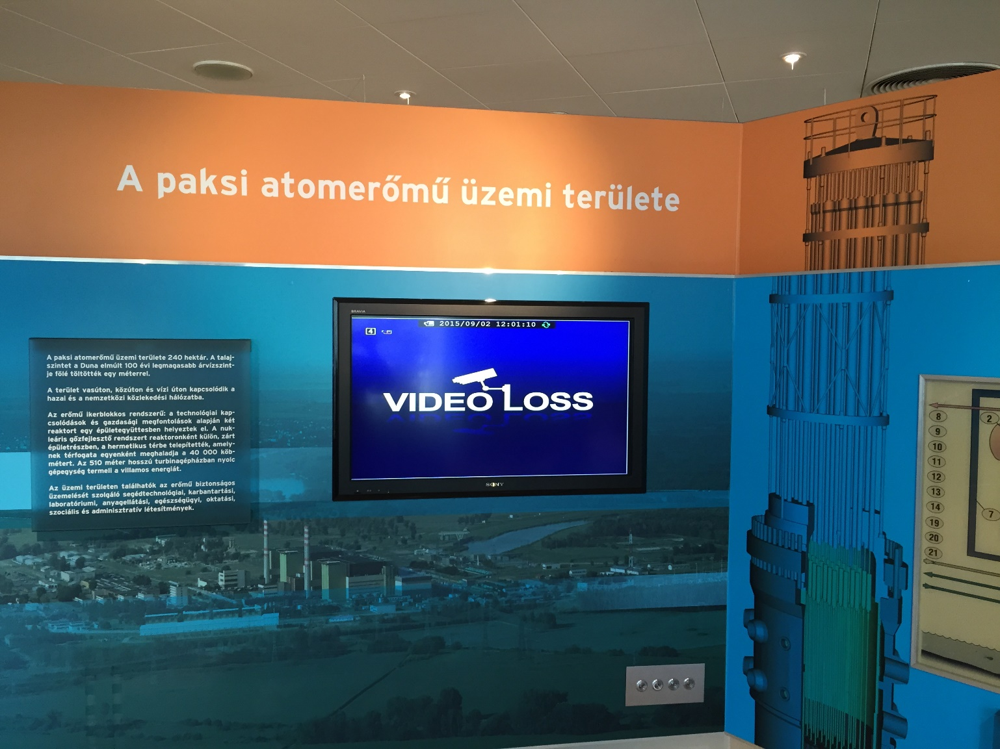 A paksi atomerőmű üzemi területe
A paksi atomerőmű üzemi területe 240 hektár. A talaj-
szintet a Duna elmúlt 100 évi legmagasabb árvízszint-
je fölé töltötték egy méterrel.
A terület vasúton, közúton és vízi úton kapcsolódik a
hazai és a nemzetközi közlekedési hálózatba.
Az erőmű ikerblokkos rendszerű: a technológiai kap-
csolódások és gazdasági megfontolások alapján két
reaktort egy épületegyüttesben helyeztek el. A nuk-
leáris gőzfejlesztő rendszert reaktoronként külön, zárt
épületrészben, a hermetikus térbe telepítették, amely-
nek térfogata egyenként meghaladja a 40 000 köb-
métert. Az 510 méter hosszú turbinagépházban nyolc
gépegység termeli a villamos energiát.
Az üzemi területen találhatók az erőmű biztonságos
üzemelését szolgáló segédtechnológiai, karbantartási,
laboratóriumi, anyagellátási, egészségügyi, oktatási,
szociális és adminisztratív létesítmények.
BRAVIA
2015/09/02 12:01:10
4
VIDEO LOSS
SONY
8
9
10
11
12
13
14
19
20
21
2
7